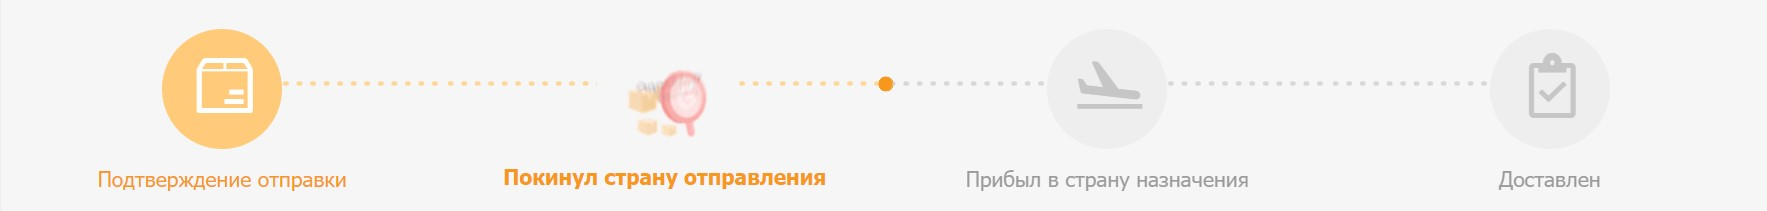 Подтверждение отправки
Покинул страну отправления
Прибыл в страну назначения
Доставлен